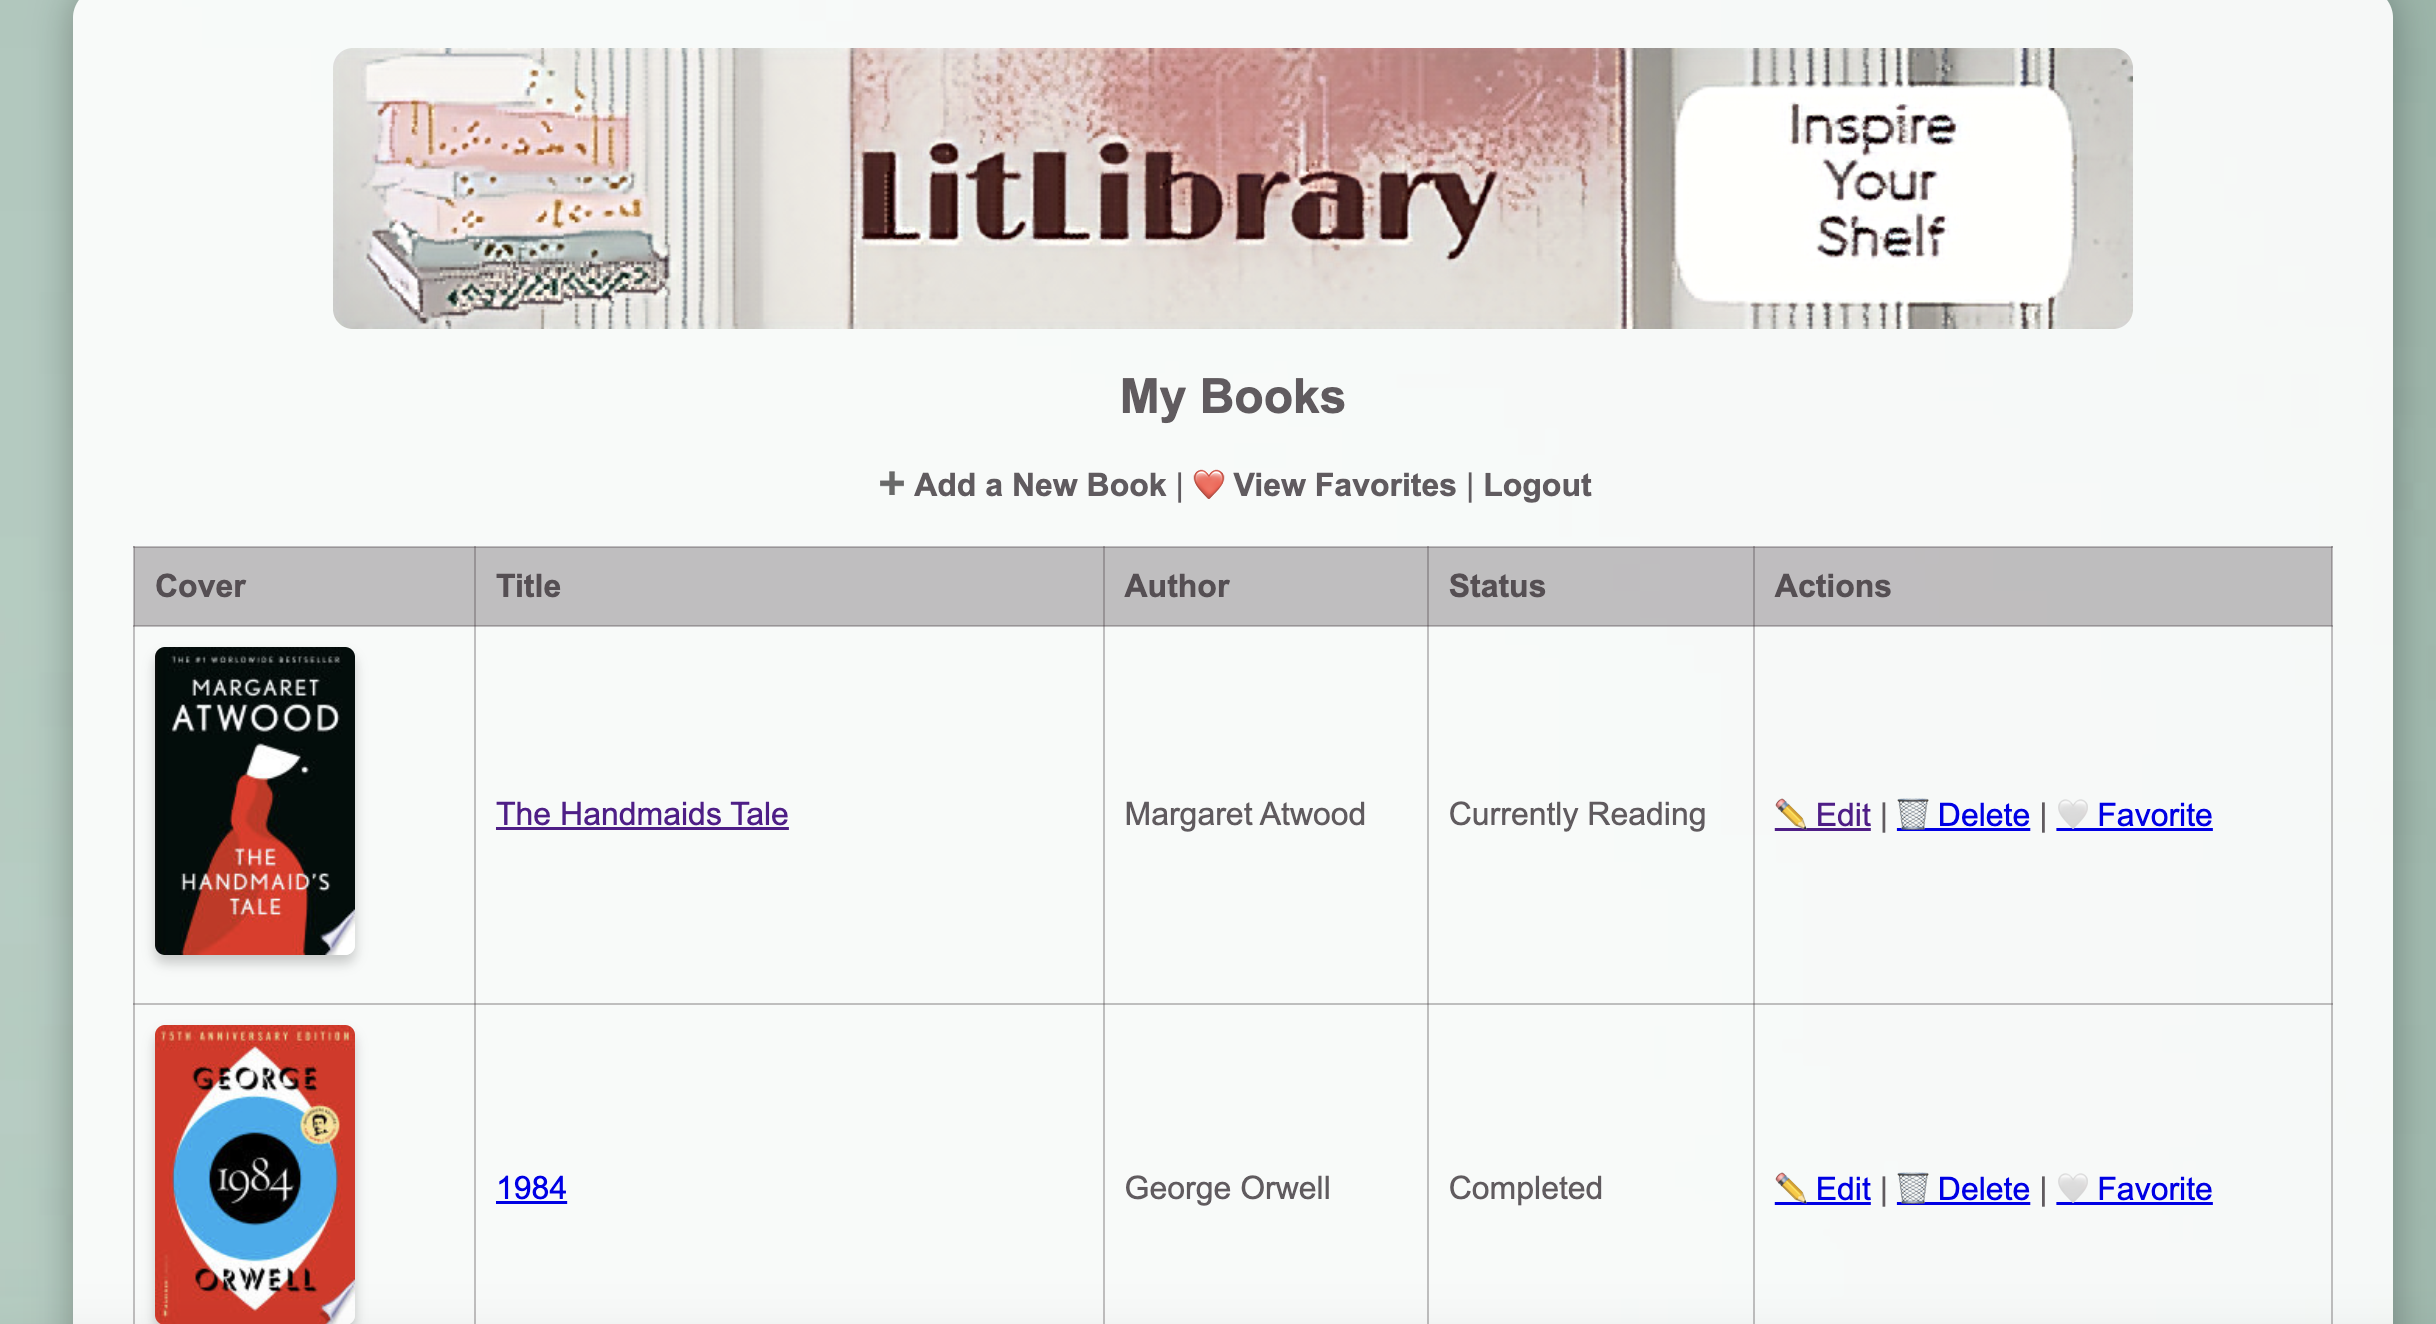 LitLibrary
Inspire
Your
Shelf
My Books
➕ Add a New Book | ❤️ View Favorites | Logout
Cover Title Author Status Actions
THE #1 WORLDWIDE BESTSELLER
MARGARET
ATWOOD
THE
HANDMAID'S
TALE
The Handmaids Tale Margaret Atwood Currently Reading ✏️ Edit | 🗑️ Delete | 🤍 Favorite
75TH ANNIVERSARY EDITION
GEORGE
1984
ORWELL
1984 George Orwell Completed ✏️ Edit | 🗑️ Delete | 🤍 Favorite